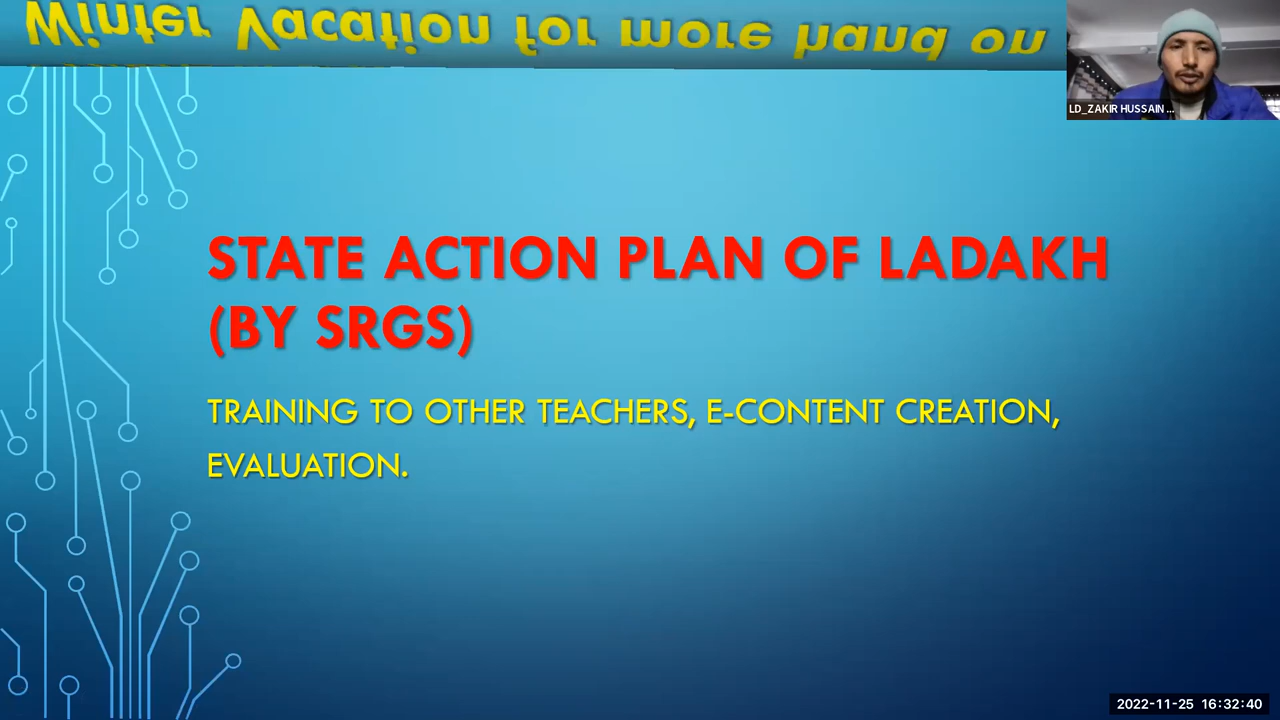 Winter Vacation for more hand on
LD_ZAKIR HUSSAIN ...
STATE ACTION PLAN OF LADAKH
(BY SRGS)
TRAINING TO OTHER TEACHERS, E-CONTENT CREATION,
EVALUATION.
2022-11-25 16:32:40